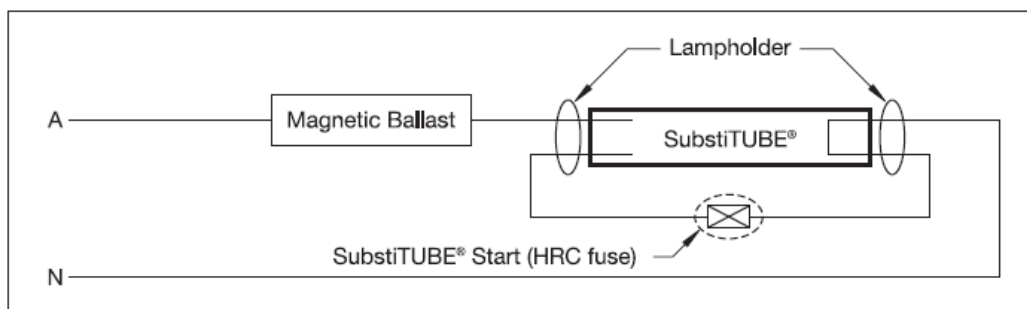 Lampholder
A
Magnetic Ballast
SubstiTUBE®
SubstiTUBE® Start (HRC fuse)
N